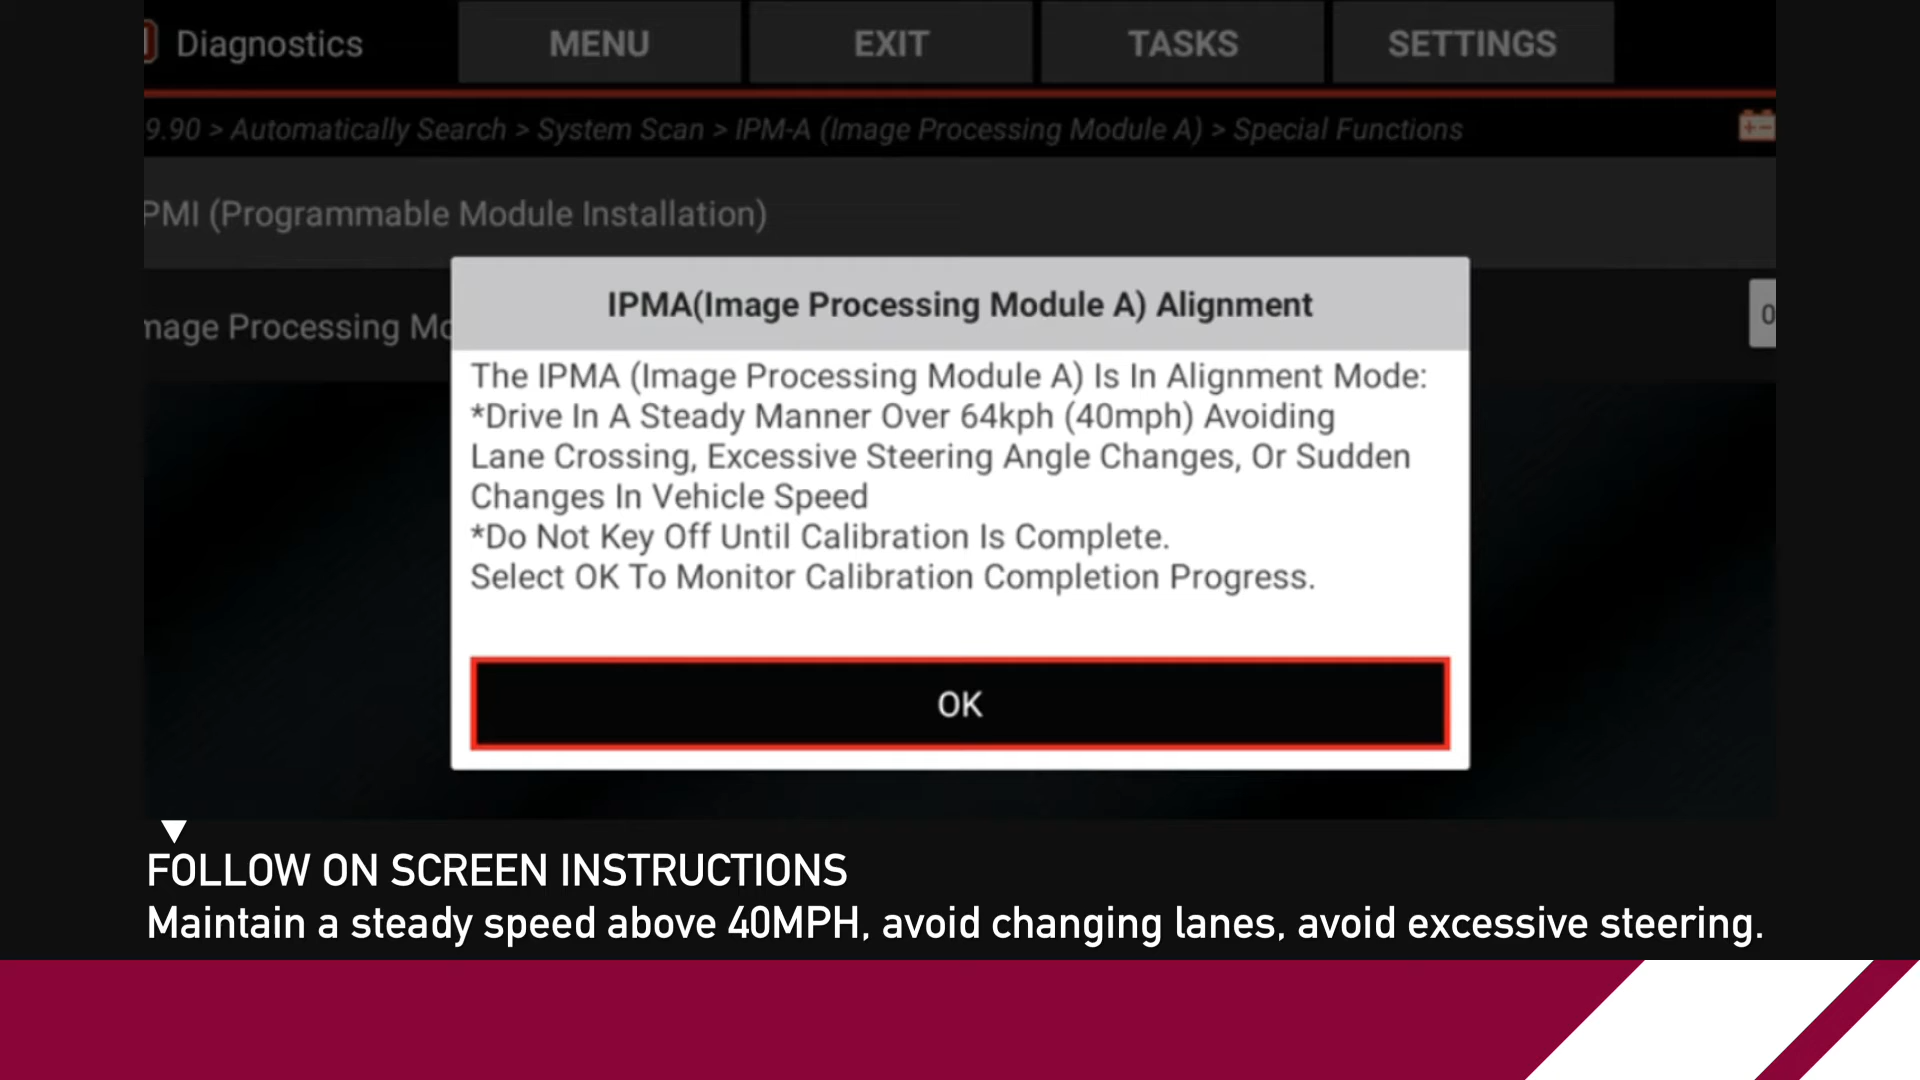 Diagnostics MENU EXIT TASKS SETTINGS
9.90 > Automatically Search > System Scan > IPM-A (Image Processing Module A) > Special Functions
PMI (Programmable Module Installation)
mage Processing Mo
0
IPMA(Image Processing Module A) Alignment
The IPMA (Image Processing Module A) Is In Alignment Mode:
*Drive In A Steady Manner Over 64kph (40mph) Avoiding
Lane Crossing, Excessive Steering Angle Changes, Or Sudden
Changes In Vehicle Speed
*Do Not Key Off Until Calibration Is Complete.
Select OK To Monitor Calibration Completion Progress.
OK
FOLLOW ON SCREEN INSTRUCTIONS
Maintain a steady speed above 40MPH, avoid changing lanes, avoid excessive steering.